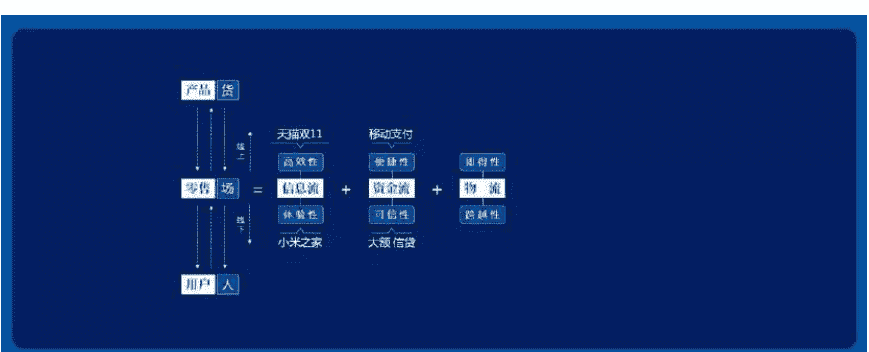 产品 货
天猫双11 移动支付
线上
高效性 便捷性 即得性
零售 场 = 信息流 + 资金流 + 物 流
体验性 可信性 跨越性
线下
小米之家 大额信贷
用户 人